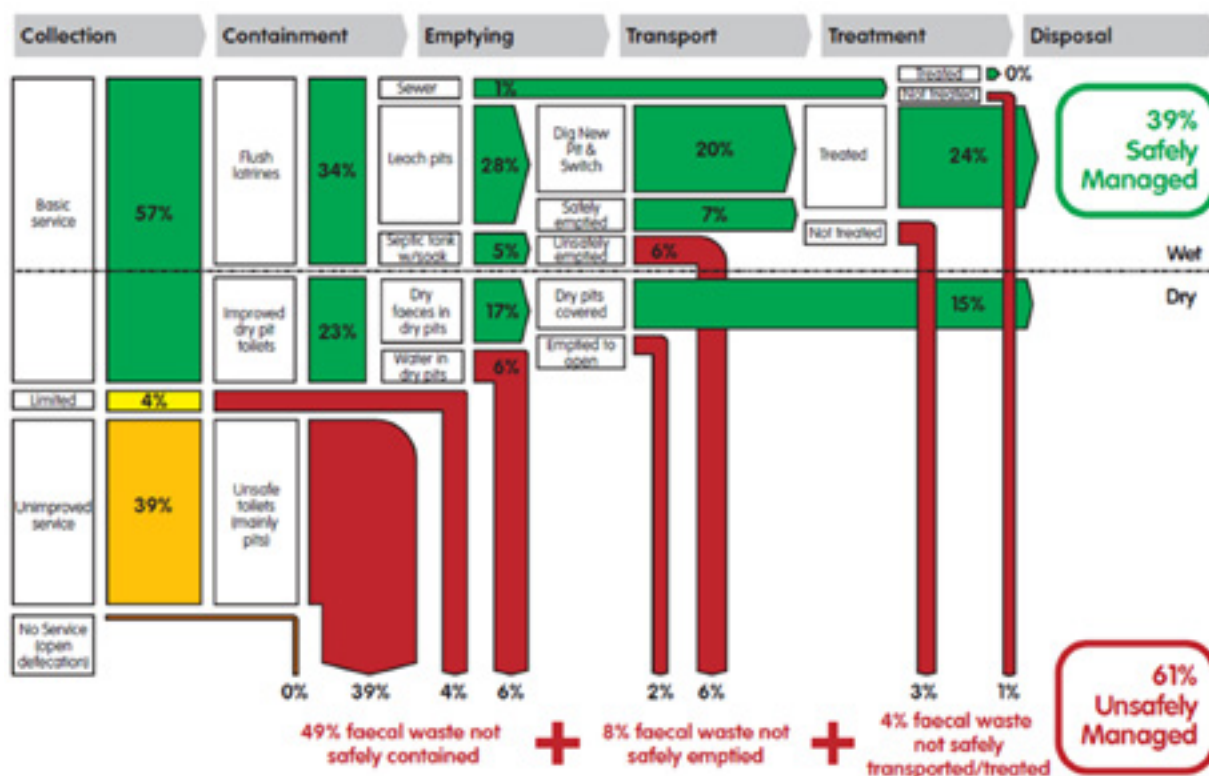 Collection
Containment
Emptying
Transport
Treatment
Disposal
Basic
service
57%
Flush
latrines
34%
Sewer
1%
Treated
0%
Not treated
Leach pits
28%
Dig New
Pit &
Switch
20%
Treated
24%
39%
Safely
Managed
Safely
emptied
7%
Not treated
Septic tank
w/soak
5%
Unsafely
emptied
6%
Wet
Dry
Improved
dry pit
toilets
23%
Dry
faeces in
dry pits
17%
Dry pits
covered
15%
Water in
dry pits
6%
Emptied to
open
Limited
4%
Unimproved
service
39%
Unsafe
toilets
(mainly
pits)
No Service
(open
defecation)
0%
39%
4%
6%
2%
6%
3%
1%
49% faecal waste not
safely contained
+
8% faecal waste not
safely emptied
+
4% faecal waste
not safely
transported/treated
61%
Unsafely
Managed